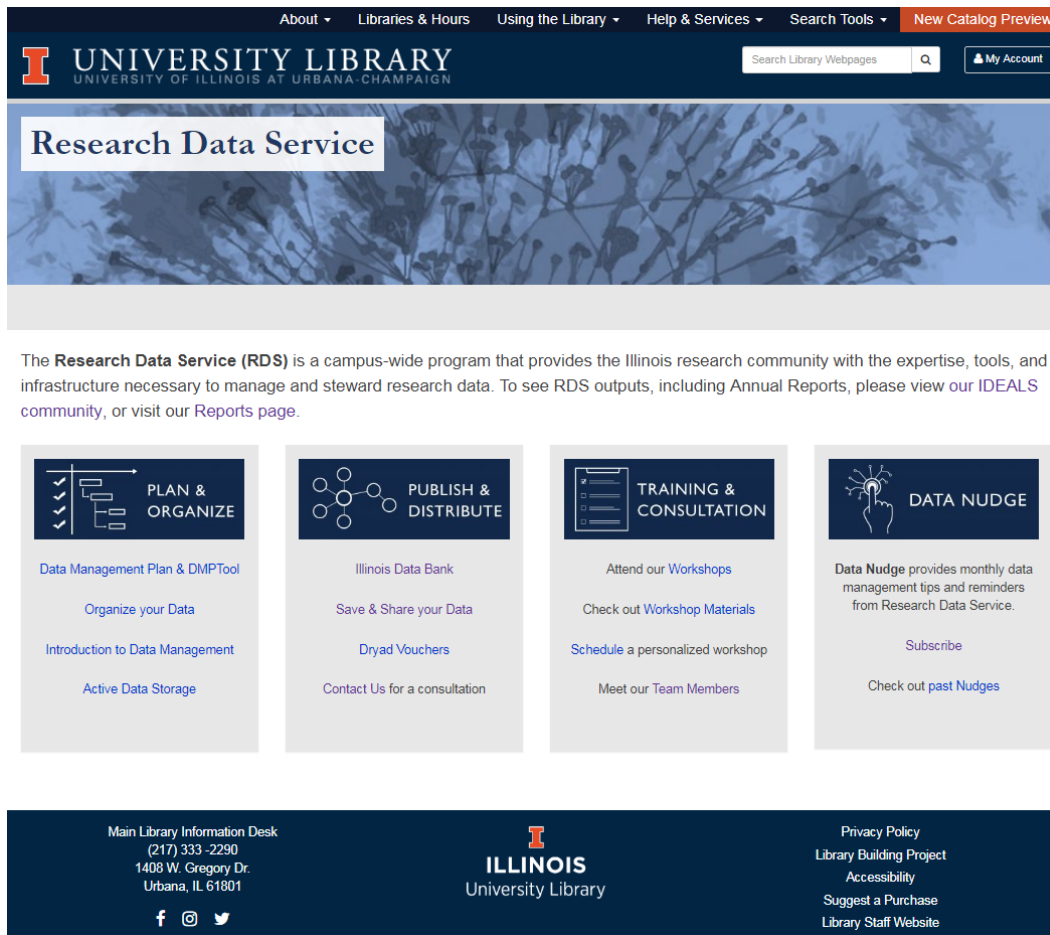 About Libraries & Hours Using the Library Help & Services Search Tools New Catalog Preview
UNIVERSITY LIBRARY
UNIVERSITY OF ILLINOIS AT URBANA-CHAMPAIGN
Search Library Webpages
My Account
Research Data Service
The Research Data Service (RDS) is a campus-wide program that provides the Illinois research community with the expertise, tools, and
infrastructure necessary to manage and steward research data. To see RDS outputs, including Annual Reports, please view our IDEALS
community, or visit our Reports page.
PLAN &
ORGANIZE
Data Management Plan & DMPTool
Organize your Data
Introduction to Data Management
Active Data Storage
PUBLISH &
DISTRIBUTE
Illinois Data Bank
Save & Share your Data
Dryad Vouchers
Contact Us for a consultation
TRAINING &
CONSULTATION
Attend our Workshops
Check out Workshop Materials
Schedule a personalized workshop
Meet our Team Members
DATA NUDGE
Data Nudge provides monthly data
management tips and reminders
from Research Data Service.
Subscribe
Check out past Nudges
Main Library Information Desk
(217) 333 -2290
1408 W. Gregory Dr.
Urbana, IL 61801
ILLINOIS
University Library
Privacy Policy
Library Building Project
Accessibility
Suggest a Purchase
Library Staff Website